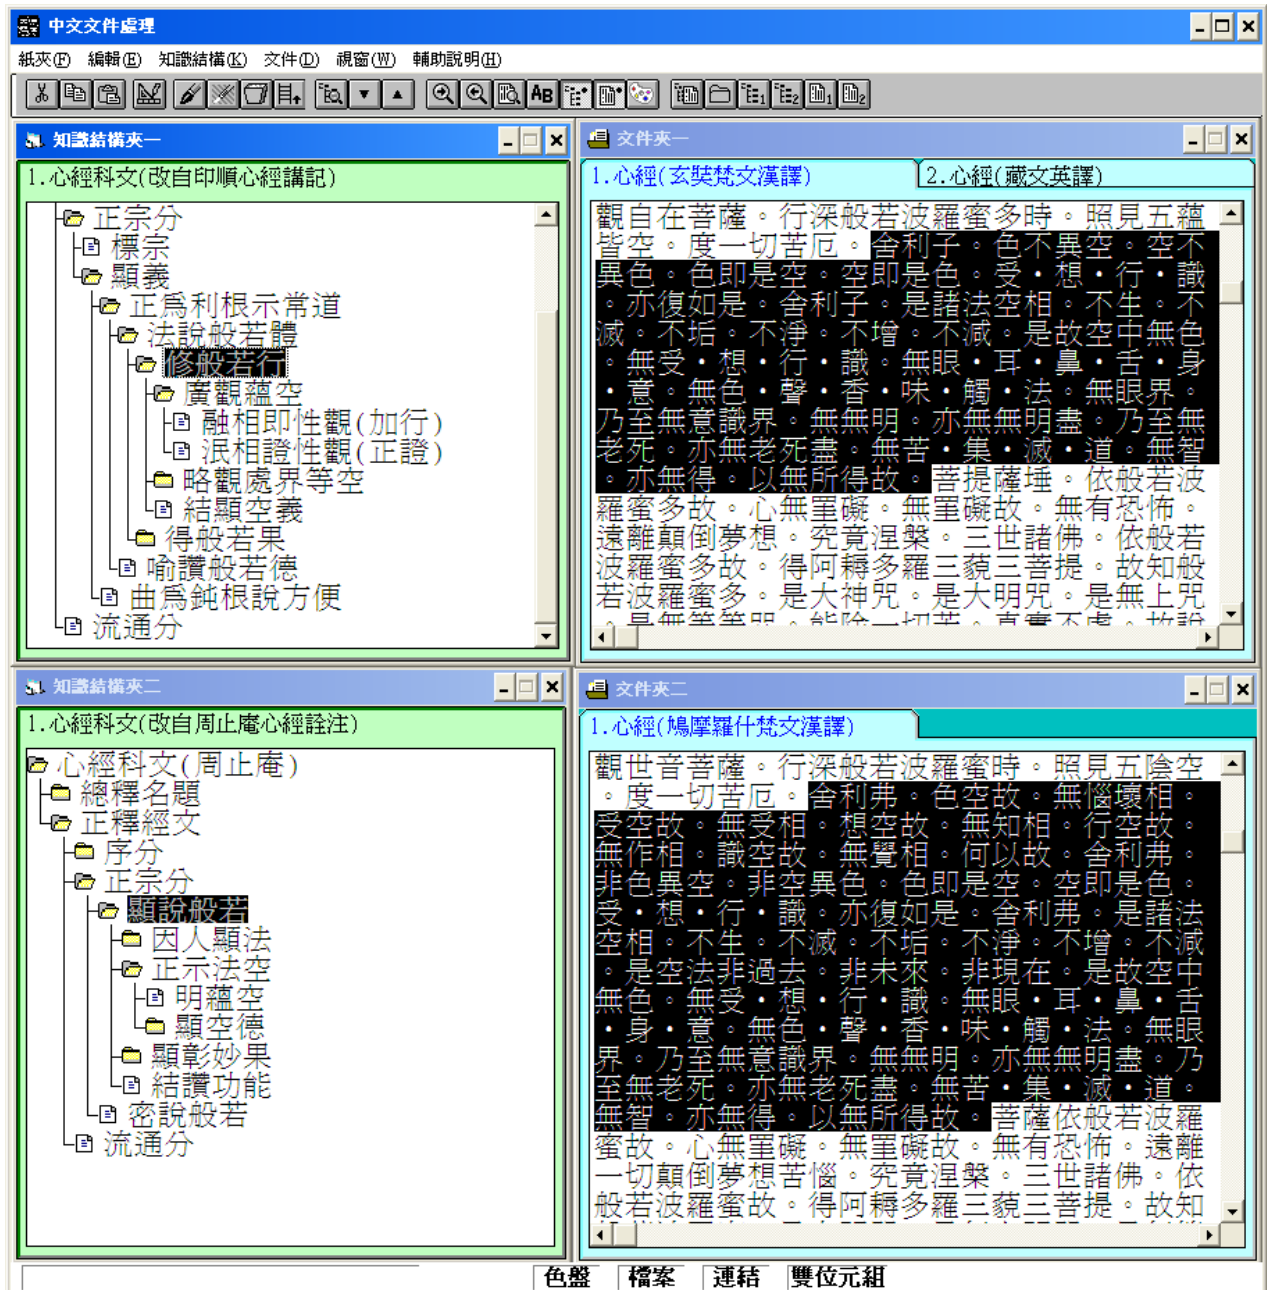 中文文件處理
紙夾(F) 編輯(E) 知識結構(K) 文件(D) 視窗(W) 輔助說明(H)
AB
知識結構夾一
1.心經科文(改自印順心經講記)
正宗分
標宗
顯義
正為利根示常道
法說般若體
修般若行
廣觀蘊空
融相即性觀(加行)
泯相證性觀(正證)
略觀處界等空
結顯空義
得般若果
喻讚般若德
曲為鈍根說方便
流通分
文件夾一
1.心經(玄奘梵文漢譯) 2.心經(藏文英譯)
觀自在菩薩。行深般若波羅蜜多時。照見五蘊
皆空。度一切苦厄。舍利子。色不異空。空不
異色。色即是空。空即是色。受・想・行・識
。亦復如是。舍利子。是諸法空相。不生。不
滅。不垢。不淨。不增。不減。是故空中無色
。無受・想・行・識。無眼・耳・鼻・舌・身
・意。無色・聲・香・味・觸・法。無眼界。
乃至無意識界。無無明。亦無無明盡。乃至無
老死。亦無老死盡。無苦・集・滅・道。無智
。亦無得。以無所得故。菩提薩埵。依般若波
羅蜜多故。心無罣礙。無罣礙故。無有恐怖。
遠離顛倒夢想。究竟涅槃。三世諸佛。依般若
波羅蜜多故。得阿耨多羅三藐三菩提。故知般
若波羅蜜多。是大神咒。是大明咒。是無上咒
。是無等等咒。能除一切苦。真實不虛。故說
知識結構夾二
1.心經科文(改自周止庵心經詮注)
心經科文(周止庵)
總釋名題
正釋經文
序分
正宗分
顯說般若
因人顯法
正示法空
明蘊空
顯空德
顯彰妙果
結讚功能
密說般若
流通分
文件夾二
1.心經(鳩摩羅什梵文漢譯)
觀世音菩薩。行深般若波羅蜜時。照見五陰空
。度一切苦厄。舍利弗。色空故。無惱壞相。
受空故。無受相。想空故。無知相。行空故。
無作相。識空故。無覺相。何以故。舍利弗。
非色異空。非空異色。色即是空。空即是色。
受・想・行・識。亦復如是。舍利弗。是諸法
空相。不生。不滅。不垢。不淨。不增。不減
。是空法非過去。非未來。非現在。是故空中
無色。無受・想・行・識。無眼・耳・鼻・舌
・身・意。無色・聲・香・味・觸・法。無眼
界。乃至無意識界。無無明。亦無無明盡。乃
至無老死。亦無老死盡。無苦・集・滅・道。
無智。亦無得。以無所得故。菩薩依般若波羅
蜜故。心無罣礙。無罣礙故。無有恐怖。遠離
一切顛倒夢想苦惱。究竟涅槃。三世諸佛。依
般若波羅蜜故。得阿耨多羅三藐三菩提。故知
色盤 檔案 連結 雙位元組